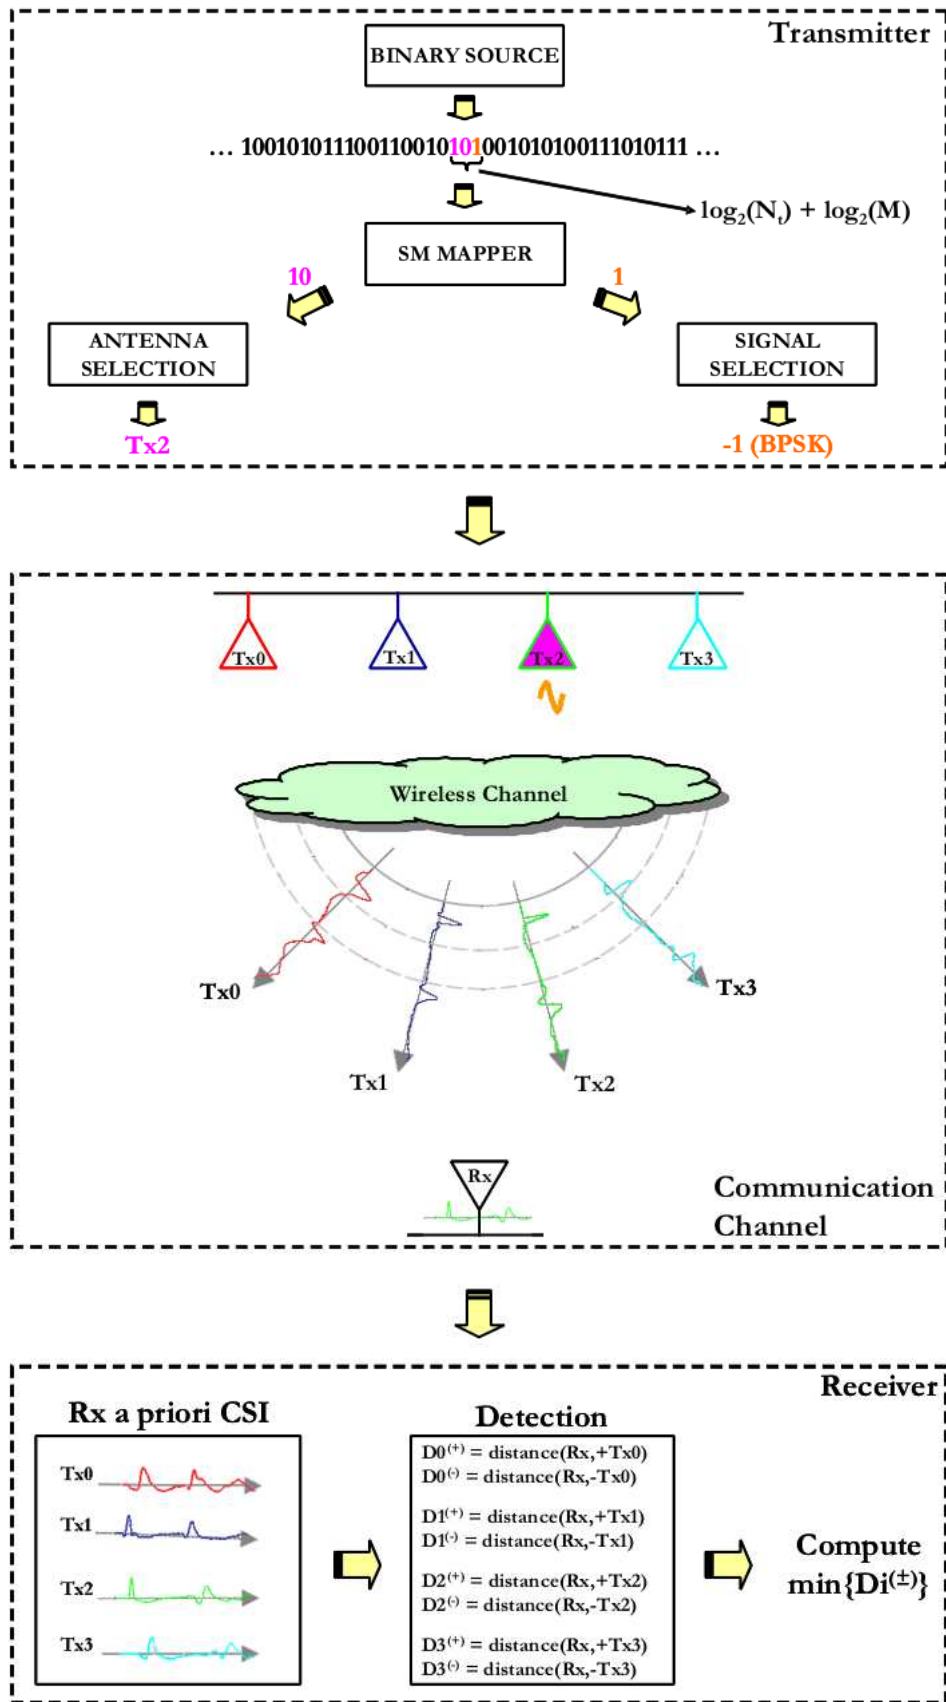 Transmitter
BINARY SOURCE
... 1001010111001100101010010101001110101111 ...
log₂(Nₜ) + log₂(M)
SM MAPPER
10
1
ANTENNA
SELECTION
SIGNAL
SELECTION
Tx2
-1 (BPSK)
Tx0
Tx1
Tx2
Tx3
Wireless Channel
Tx0
Tx3
Tx1
Tx2
Rx
Communication
Channel
Receiver
Rx a priori CSI
Tx0
Tx1
Tx2
Tx3
Detection
D0⁽⁺⁾ = distance(Rx,+Tx0)
D0⁽⁻⁾ = distance(Rx,-Tx0)
D1⁽⁺⁾ = distance(Rx,+Tx1)
D1⁽⁻⁾ = distance(Rx,-Tx1)
D2⁽⁺⁾ = distance(Rx,+Tx2)
D2⁽⁻⁾ = distance(Rx,-Tx2)
D3⁽⁺⁾ = distance(Rx,+Tx3)
D3⁽⁻⁾ = distance(Rx,-Tx3)
Compute
min{Di⁽±⁾}